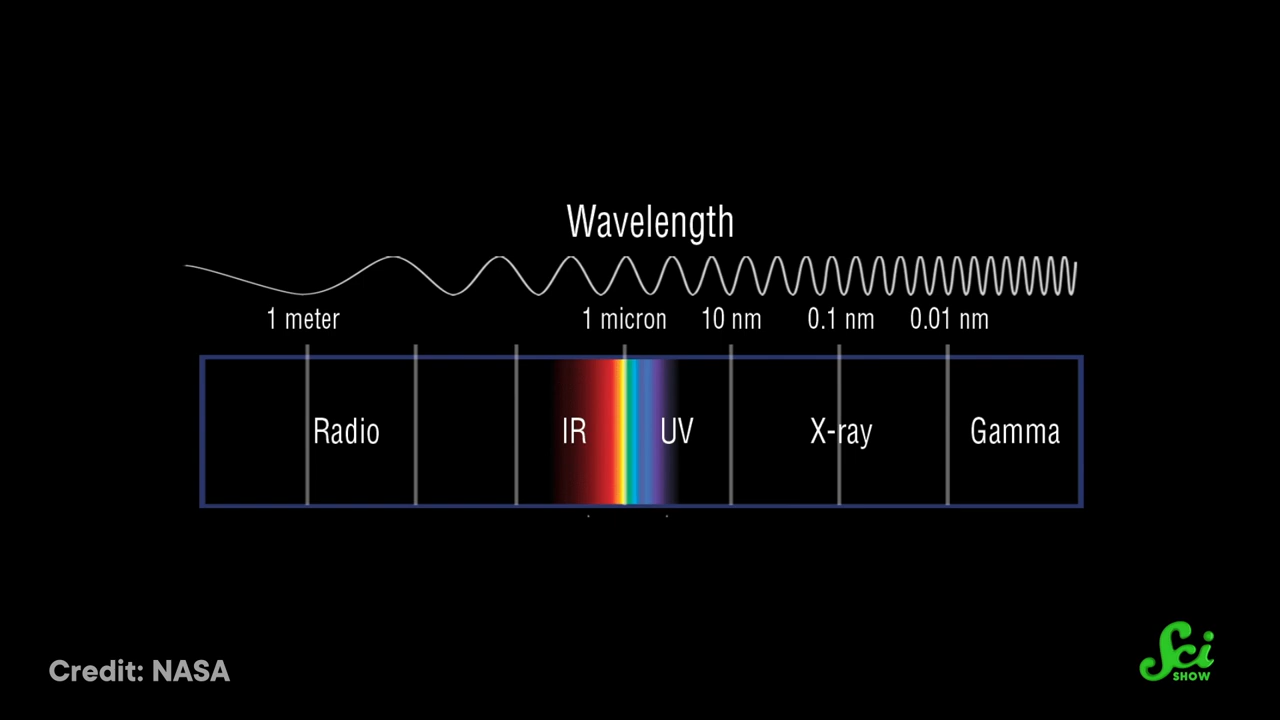 Wavelength
1 meter 1 micron 10 nm 0.1 nm 0.01 nm
Radio IR UV X-ray Gamma
Credit: NASA
Sci
SHOW